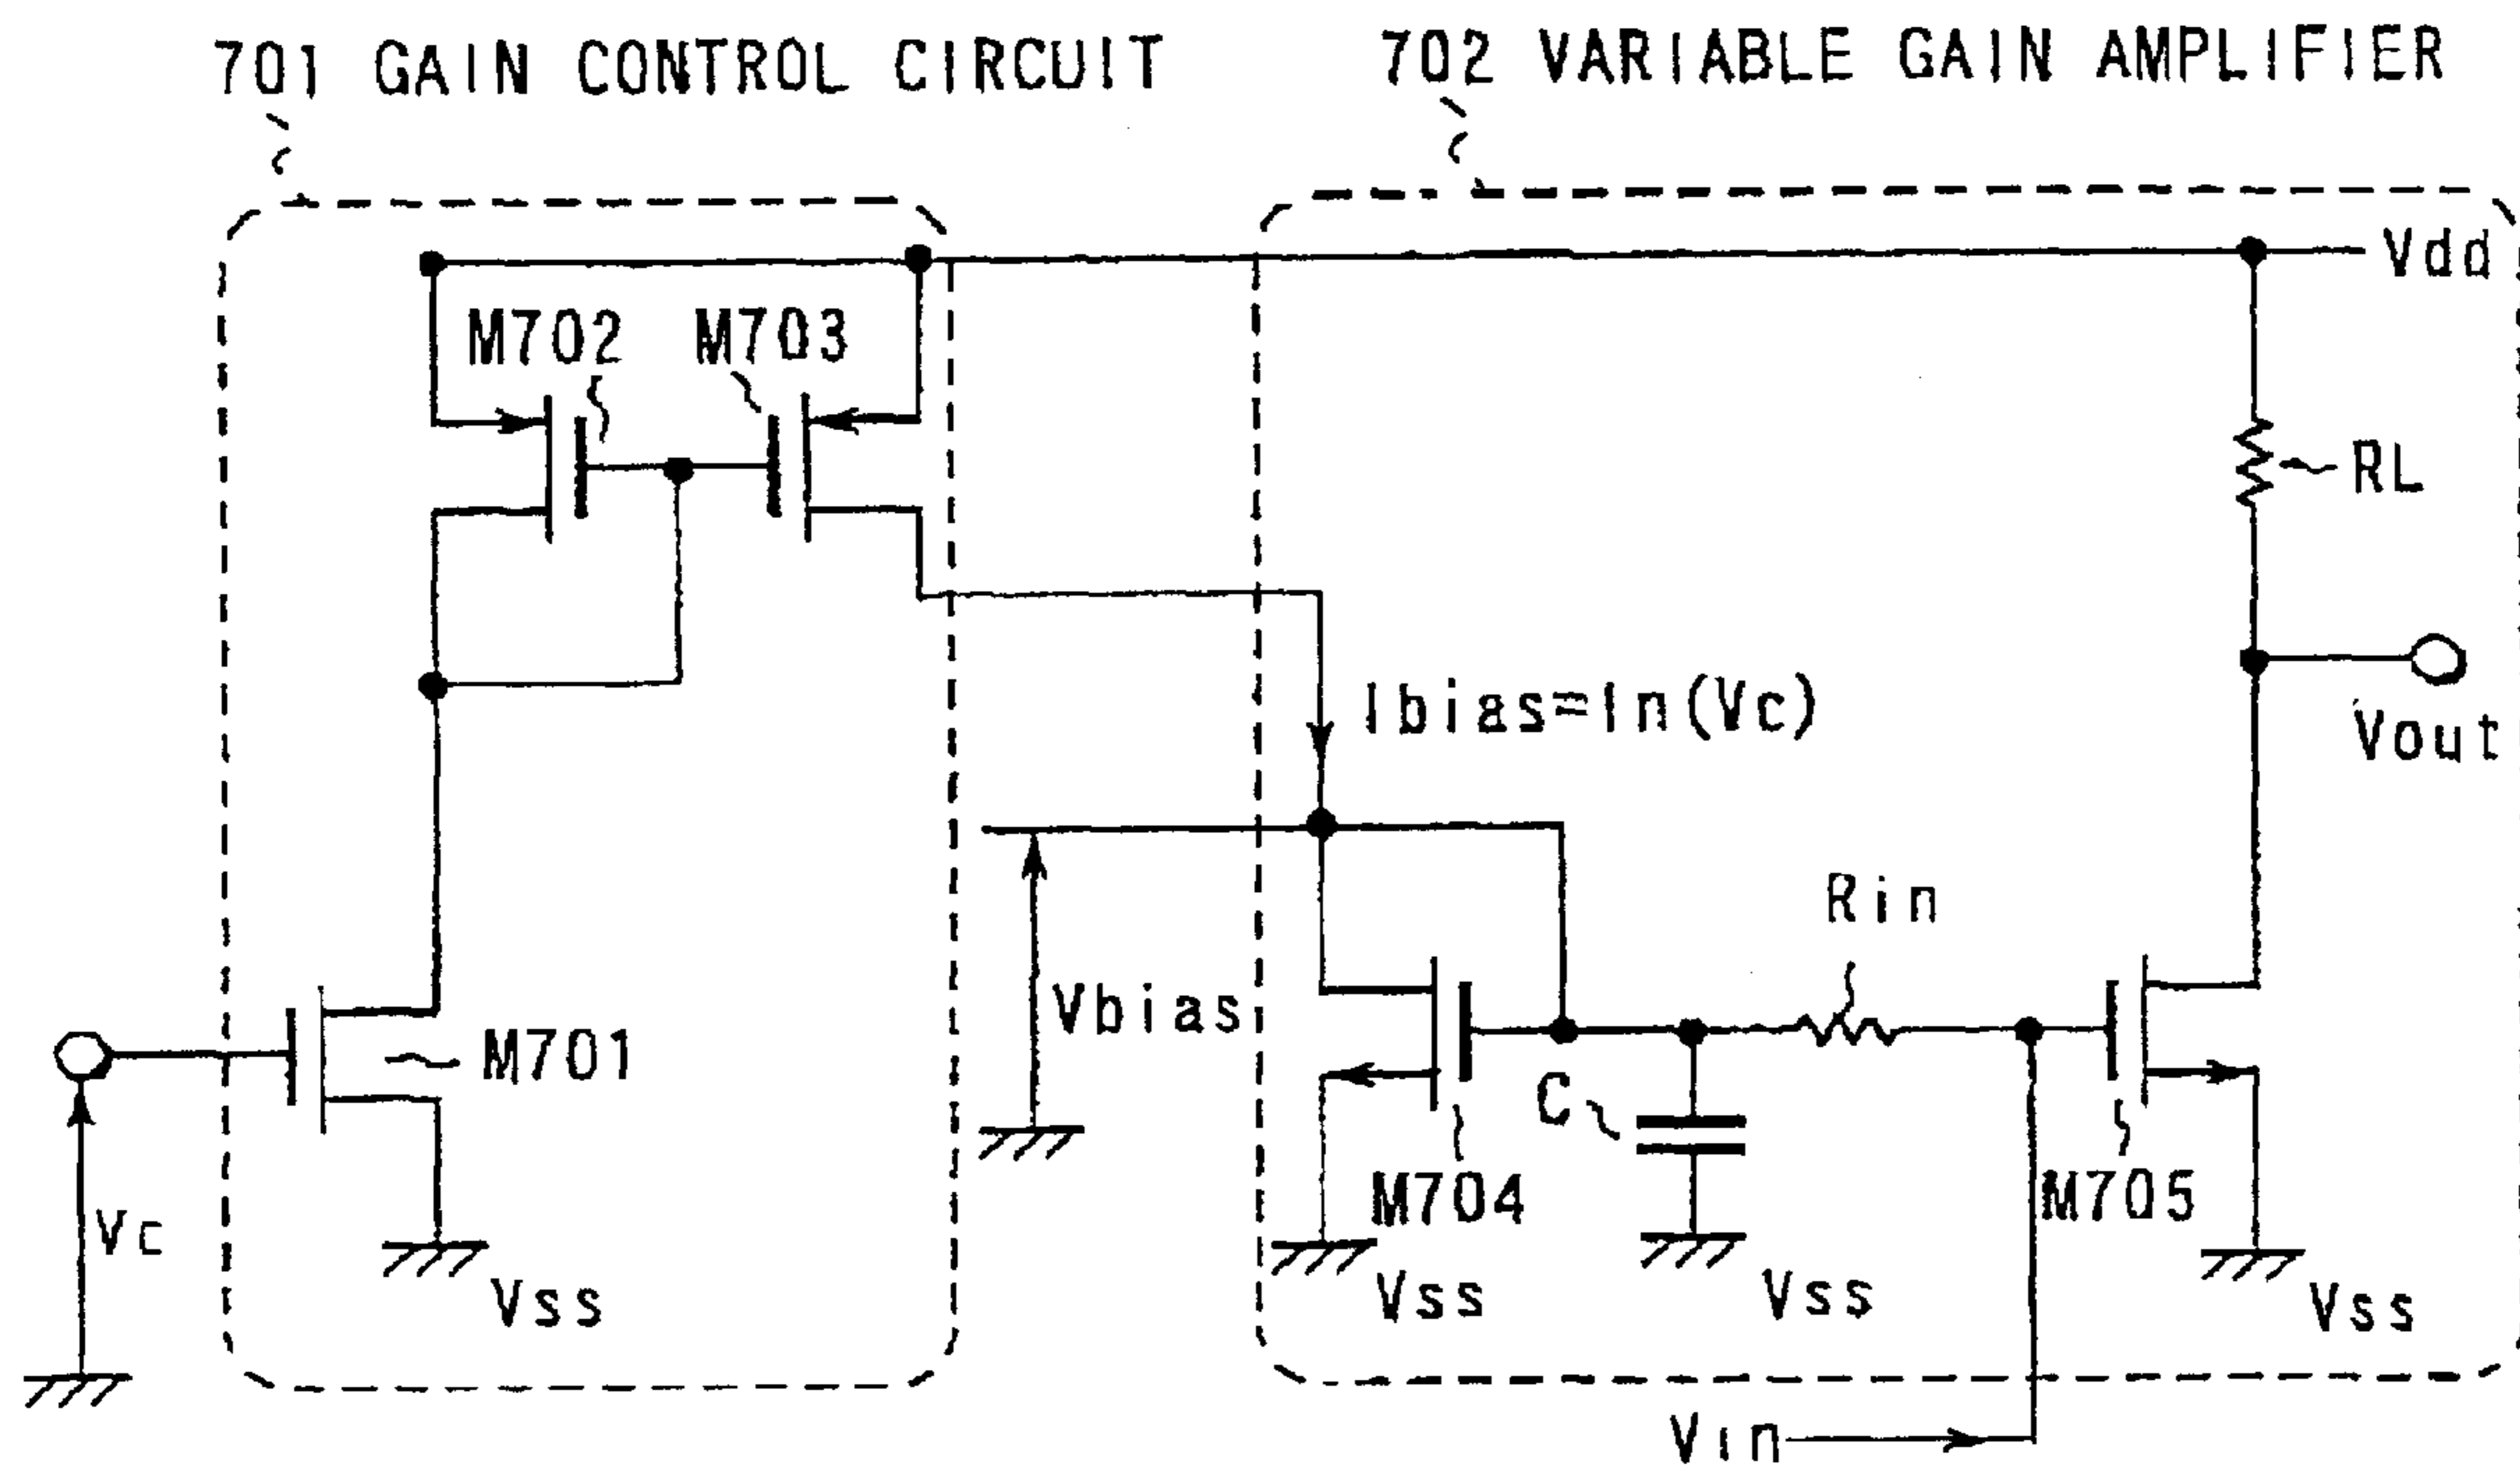 701 GAIN CONTROL CIRCUIT
702 VARIABLE GAIN AMPLIFIER
Vdd
M702
M703
RL
Ibias=In(Vc)
Vout
Rin
Vbias
M701
C
M704
M705
Vc
Vss
Vss
Vss
Vss
Vin